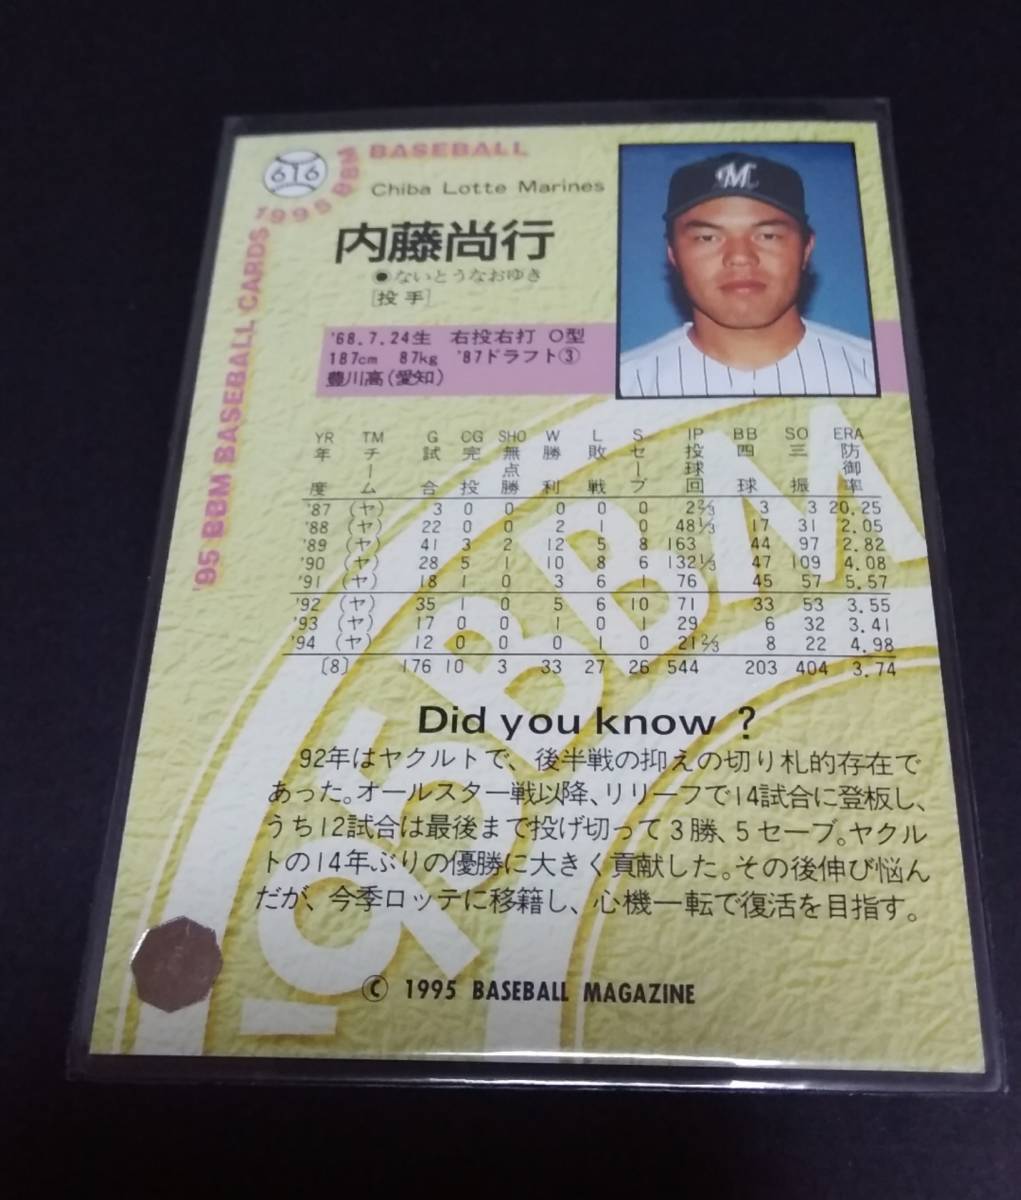 616
1995 BBM BASEBALL
Chiba Lotte Marines
'95 BBM BASEBALL CARDS
内藤尚行
●ないとうなおゆき
[投手]
M
'68.7.24生 右投右打 O型
187cm 87kg '87ドラフト③
豊川高(愛知)
YR TM G CG SHO W L S IP BB SO ERA
年度 チーム 試合 完投 無点勝 勝利 敗戦 セーブ 投球回 四球 三振 防御率
'87 (ヤ) 3 0 0 0 0 0 2⅔ 3 3 20.25
'88 (ヤ) 22 0 0 2 1 0 48⅓ 17 31 2.05
'89 (ヤ) 41 3 2 12 5 8 163 44 97 2.82
'90 (ヤ) 28 5 1 10 8 6 132⅓ 47 109 4.08
'91 (ヤ) 18 1 0 3 6 1 76 45 57 5.57
'92 (ヤ) 35 1 0 5 6 10 71 33 53 3.55
'93 (ヤ) 17 0 0 1 0 1 29 6 32 3.41
'94 (ヤ) 12 0 0 0 1 0 21⅔ 8 22 4.98
〔8〕 176 10 3 33 27 26 544 203 404 3.74
Did you know ?
92年はヤクルトで、後半戦の抑えの切り札的存在で
あった。オールスター戦以降、リリーフで14試合に登板し、
うち12試合は最後まで投げ切って3勝、5セーブ。ヤクル
トの14年ぶりの優勝に大きく貢献した。その後伸び悩ん
だが、今季ロッテに移籍し、心機一転で復活を目指す。
'95 BBM
© 1995 BASEBALL MAGAZINE